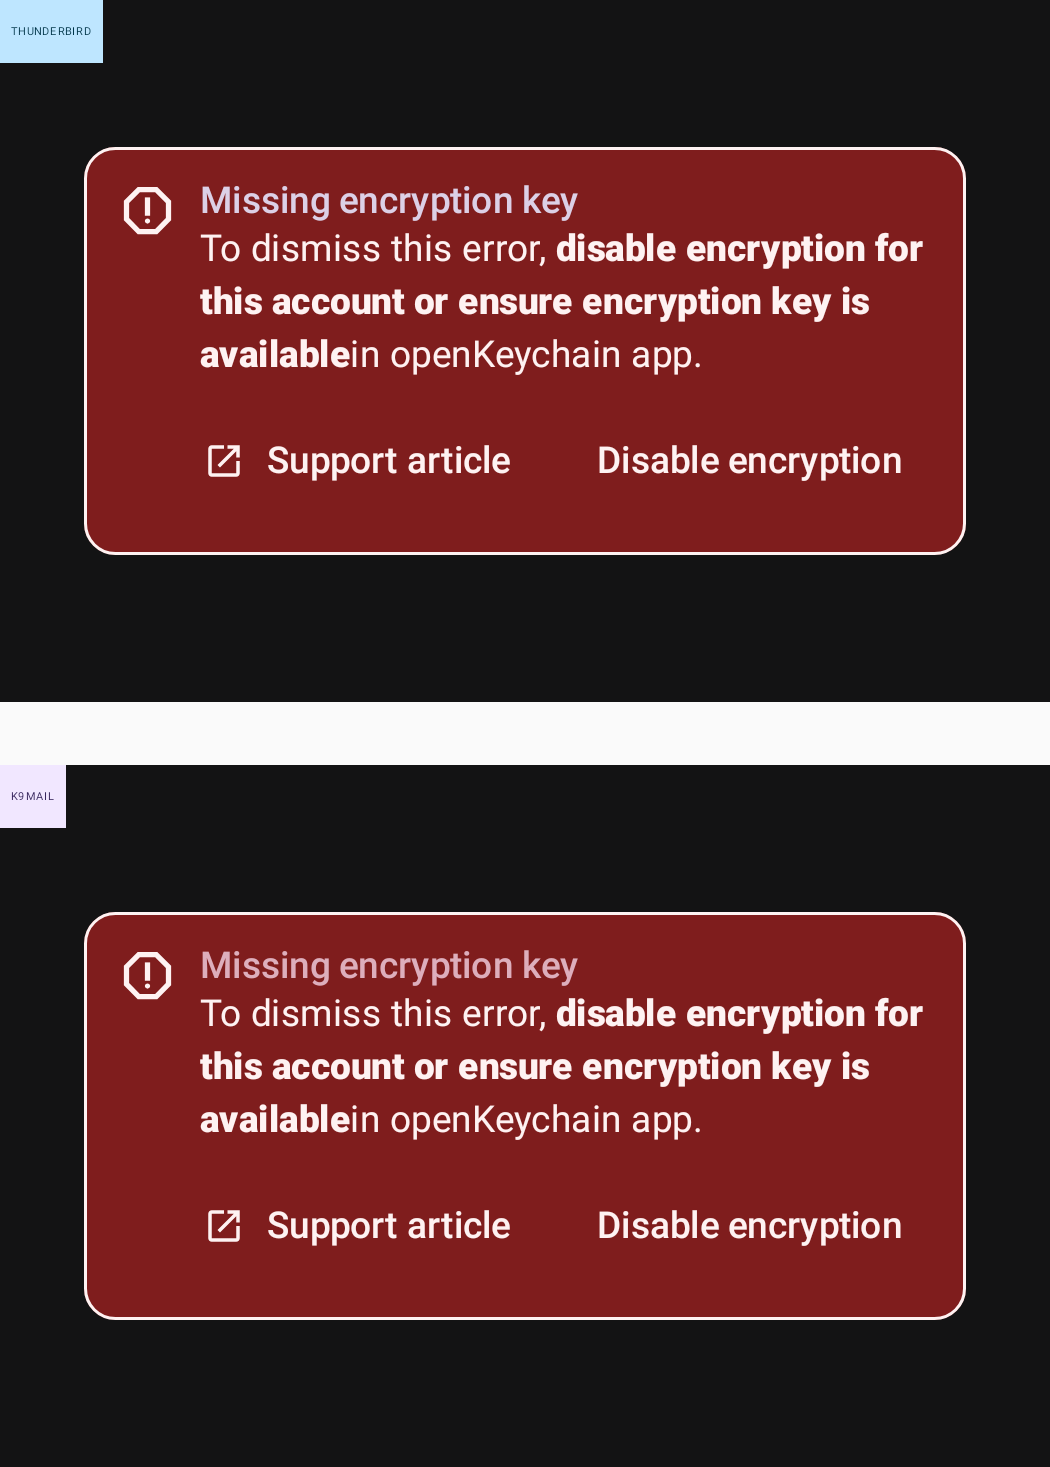 THUNDERBIRD
Missing encryption key
To dismiss this error, disable encryption for
this account or ensure encryption key is
availablein openKeychain app.
Support article Disable encryption
K9MAIL
Missing encryption key
To dismiss this error, disable encryption for
this account or ensure encryption key is
availablein openKeychain app.
Support article Disable encryption